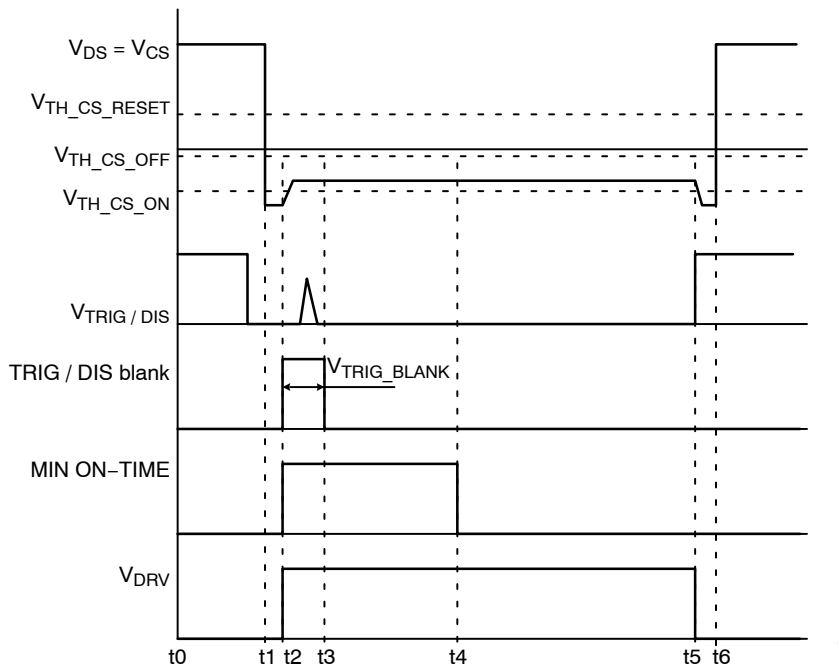 VDS = VCS
VTH_CS_RESET
VTH_CS_OFF
VTH_CS_ON
VTRIG / DIS
TRIG / DIS blank
VTRIG_BLANK
MIN ON−TIME
VDRV
t0 t1 t2 t3 t4 t5 t6